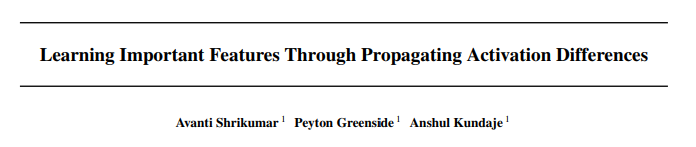 Learning Important Features Through Propagating Activation Differences
Avanti Shrikumar 1 Peyton Greenside 1 Anshul Kundaje 1